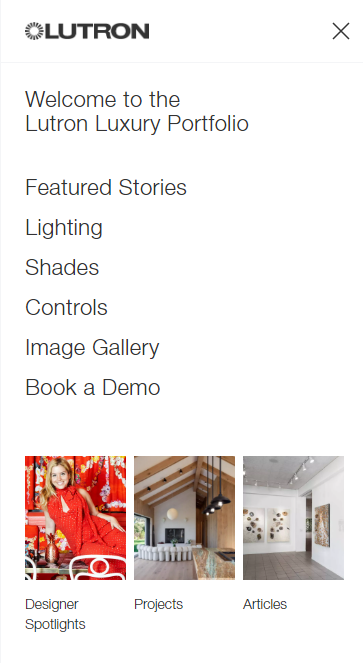 LUTRON
Welcome to the
Lutron Luxury Portfolio
Featured Stories
Lighting
Shades
Controls
Image Gallery
Book a Demo
Designer
Spotlights
Projects
Articles